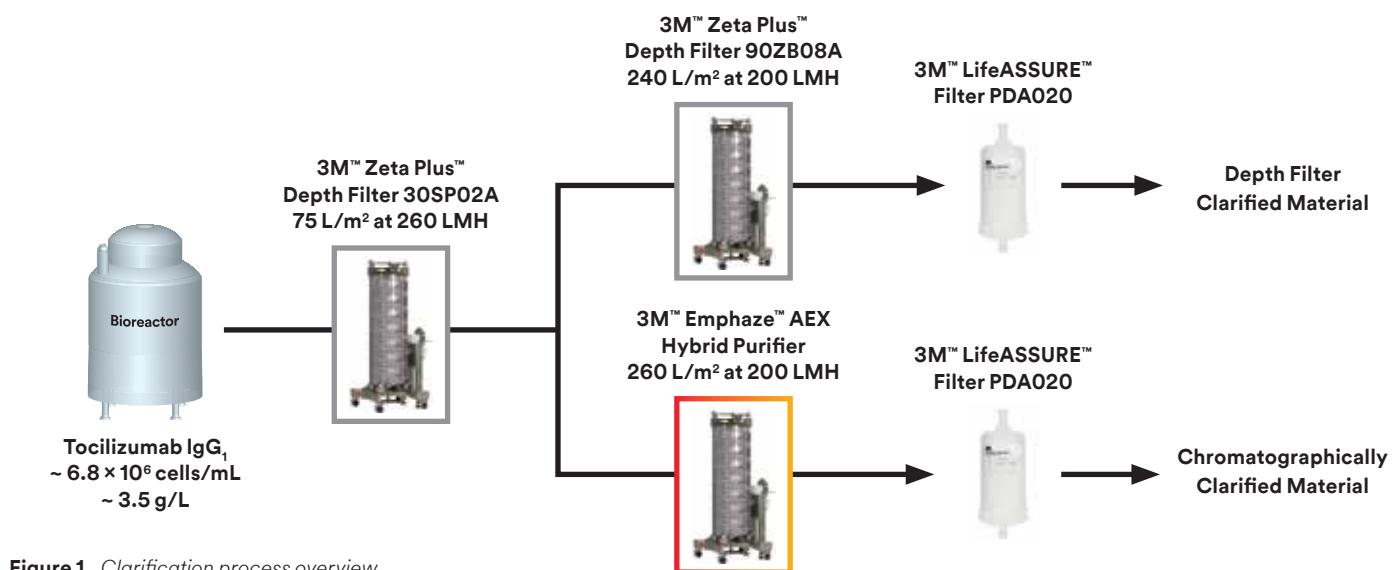 3M™ Zeta Plus™
Depth Filter 90ZB08A
240 L/m² at 200 LMH
3M™ LifeASSURE™
Filter PDA020
Depth Filter
Clarified Material
3M™ Zeta Plus™
Depth Filter 30SP02A
75 L/m² at 260 LMH
Bioreactor
Tocilizumab IgG₁
~ 6.8 × 10⁶ cells/mL
~ 3.5 g/L
3M™ Emphaze™ AEX
Hybrid Purifier
260 L/m² at 200 LMH
3M™ LifeASSURE™
Filter PDA020
Chromatographically
Clarified Material
Figure 1 Clarification process overview